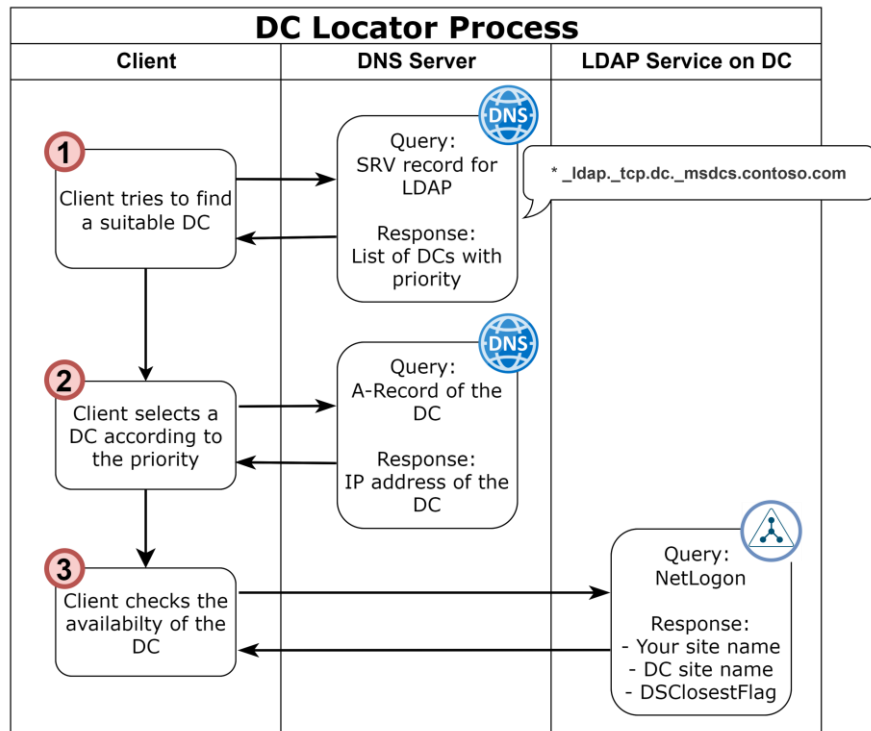 DC Locator Process
Client
DNS Server
LDAP Service on DC
1
Client tries to find
a suitable DC
DNS
Query:
SRV record for
LDAP
Response:
List of DCs with
priority
* _ldap._tcp.dc._msdcs.contoso.com
2
Client selects a
DC according to
the priority
DNS
Query:
A-Record of the
DC
Response:
IP address of the
DC
3
Client checks the
availabilty of the
DC
Query:
NetLogon
Response:
- Your site name
- DC site name
- DSClosestFlag